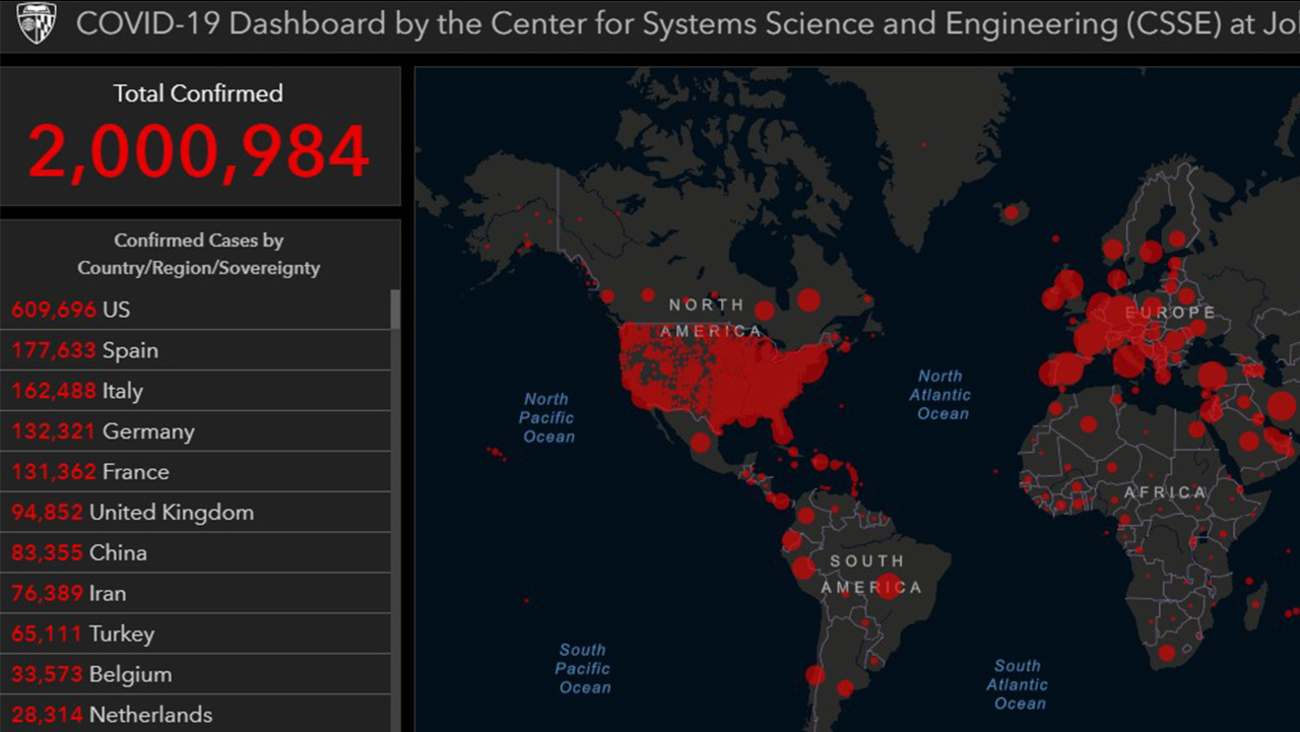 COVID-19 Dashboard by the Center for Systems Science and Engineering (CSSE) at
Total Confirmed
2,000,984
Confirmed Cases by
Country/Region/Sovereignty
609,696 US
177,633 Spain
162,488 Italy
132,321 Germany
131,362 France
94,852 United Kingdom
83,355 China
76,389 Iran
65,111 Turkey
33,573 Belgium
28,314 Netherlands
NORTH
AMERICA
EUROPE
North
Atlantic
Ocean
North
Pacific
Ocean
AFRICA
SOUTH
AMERICA
South
Pacific
Ocean
South
Atlantic
Ocean